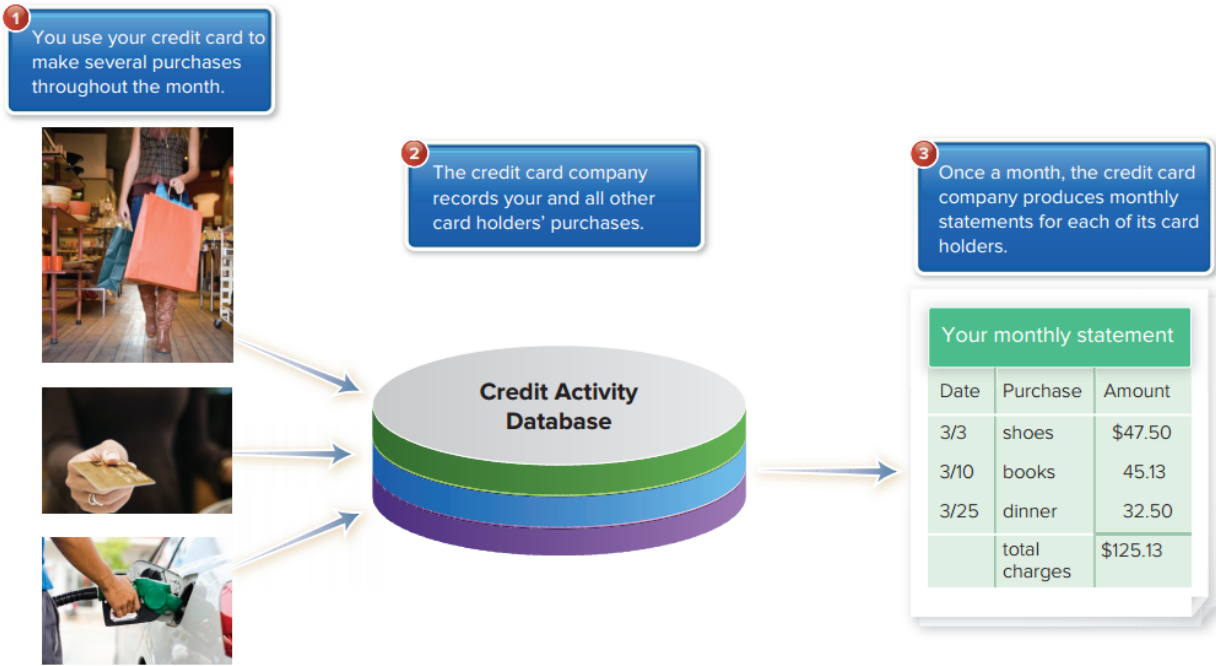 1
You use your credit card to
make several purchases
throughout the month.
2
The credit card company
records your and all other
card holders' purchases.
3
Once a month, the credit card
company produces monthly
statements for each of its card
holders.
Credit Activity
Database
Your monthly statement
Date Purchase Amount
3/3 shoes $47.50
3/10 books 45.13
3/25 dinner 32.50
total $125.13
charges